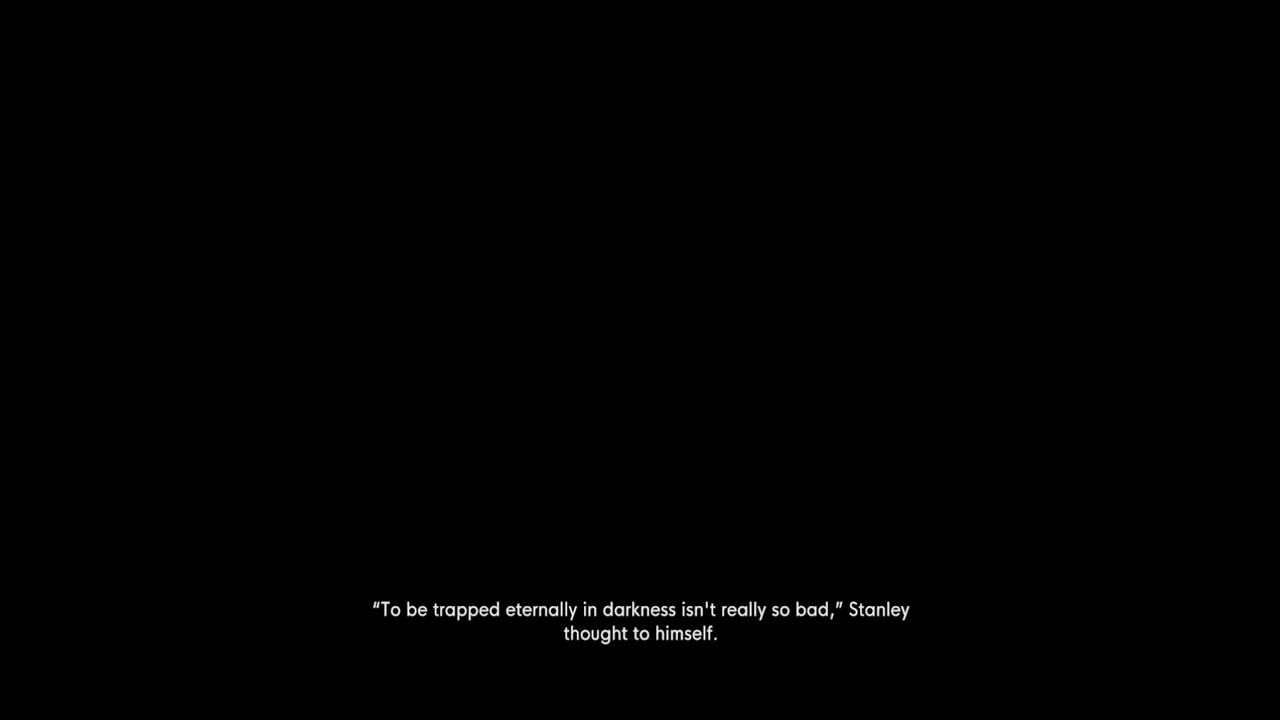 “To be trapped eternally in darkness isn't really so bad,” Stanley
thought to himself.